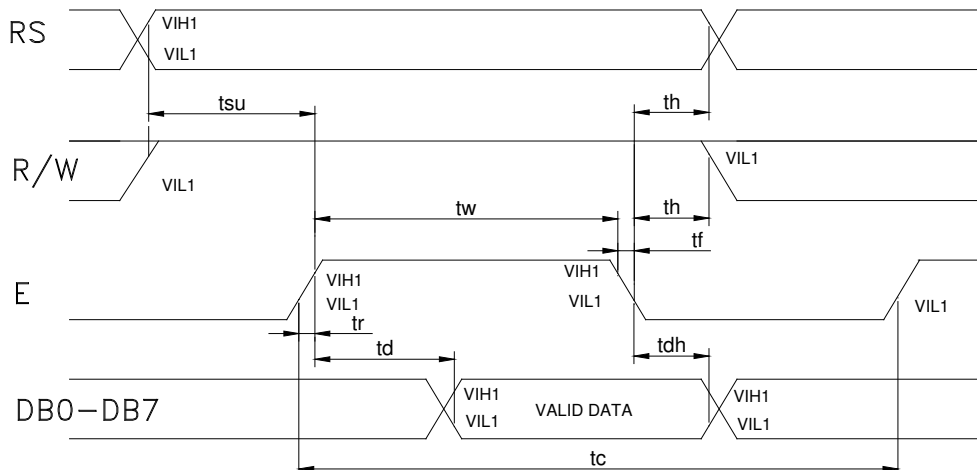 RS VIH1
VIL1
tsu th
R/W VIL1 VIL1
tw th
tf
E VIH1 VIH1
VIL1 VIL1 VIL1
tr
td tdh
DB0-DB7 VIH1 VALID DATA VIH1
VIL1 VIL1
tc